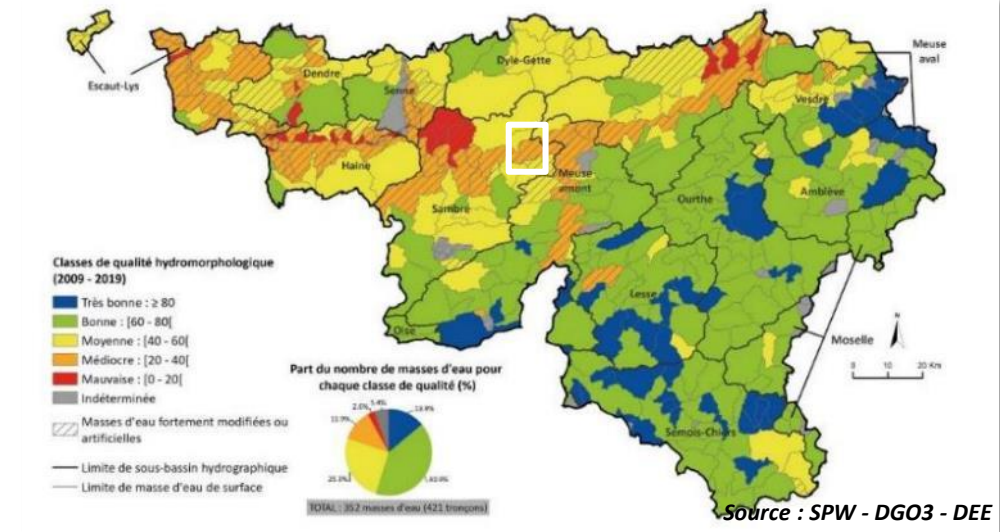 Escaut-Lys
Dendre
Senne
Dyle-Gette
Meuse
aval
Vesdre
Haine
Meuse
amont
Sambre
Ourthe
Amblève
Lesse
Oise
Moselle
Semois-Chiers
N
0 10 20 Km
Classes de qualité hydromorphologique
(2009 - 2019)
Très bonne : ≥ 80
Bonne : [60 - 80[
Moyenne : [40 - 60[
Médiocre : [20 - 40[
Mauvaise : [0 - 20[
Indéterminée
Masses d'eau fortement modifiées ou
artificielles
Limite de sous-bassin hydrographique
Limite de masse d'eau de surface
Part du nombre de masses d'eau pour
chaque classe de qualité (%)
TOTAL : 352 masses d'eau (421 tronçons)
Source : SPW - DGO3 - DEE